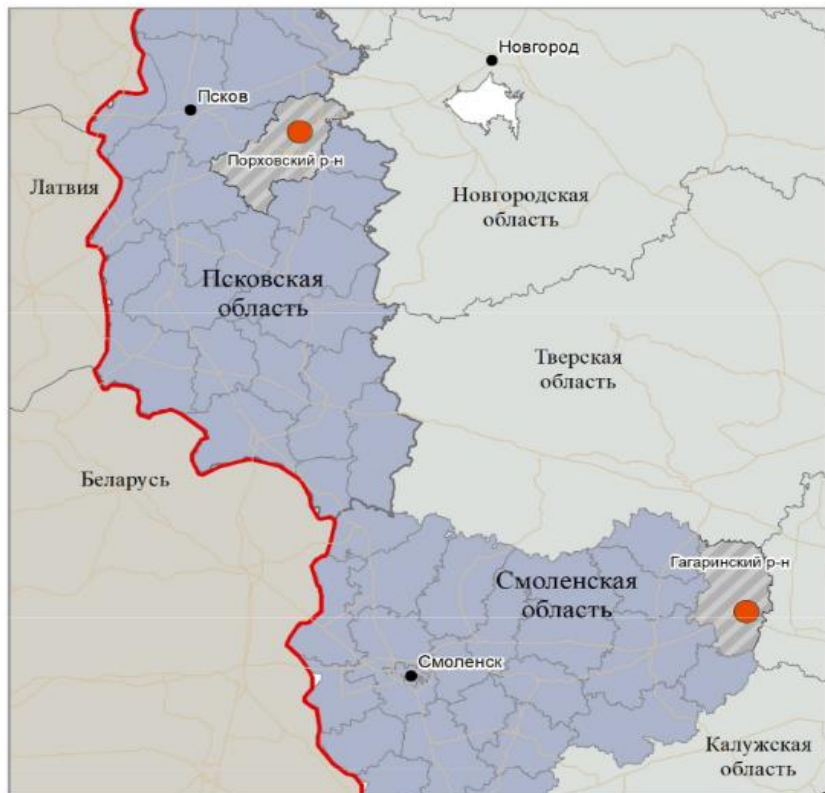 Новгород
Псков
Порховский р-н
Латвия
Новгородская
область
Псковская
область
Тверская
область
Беларусь
Гагаринский р-н
Смоленская
область
Смоленск
Калужская
область